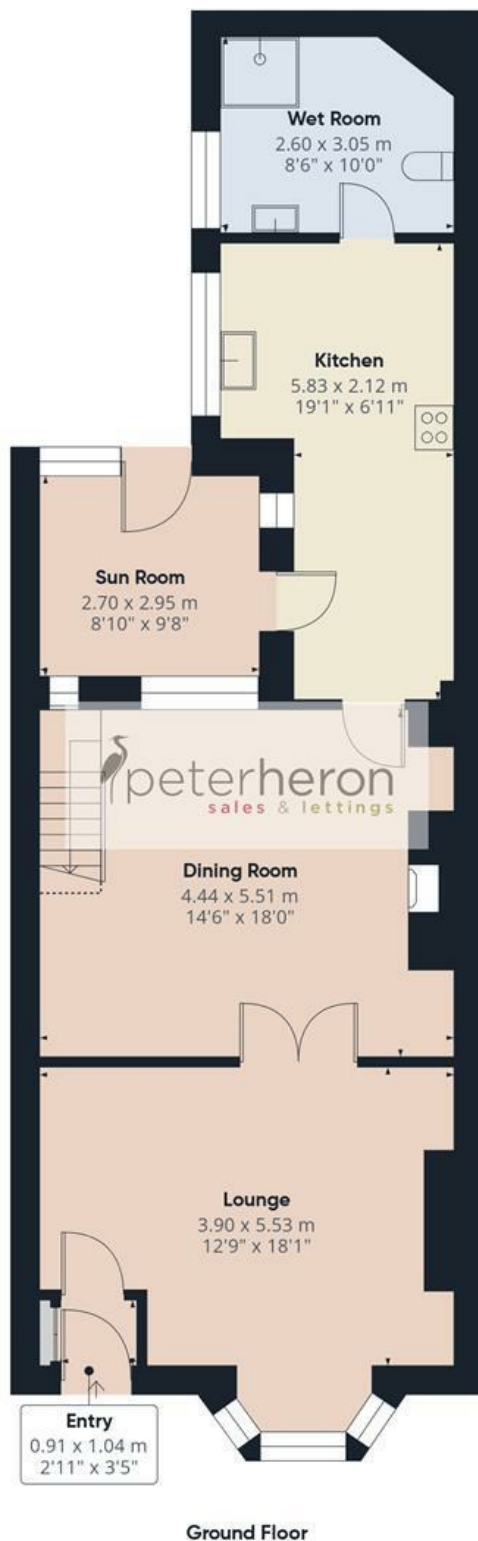 Wet Room
2.60 x 3.05 m
8'6" x 10'0"
Kitchen
5.83 x 2.12 m
19'1" x 6'11"
Sun Room
2.70 x 2.95 m
8'10" x 9'8"
peterheron
sales & lettings
Dining Room
4.44 x 5.51 m
14'6" x 18'0"
Lounge
3.90 x 5.53 m
12'9" x 18'1"
Entry
0.91 x 1.04 m
2'11" x 3'5"
Ground Floor